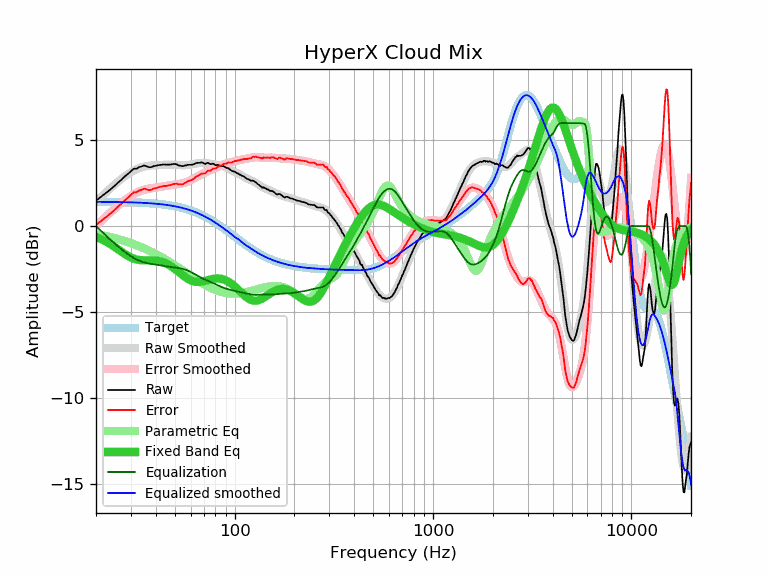 HyperX Cloud Mix
Amplitude (dBr)
5
0
−5
−10
−15
Target
Raw Smoothed
Error Smoothed
Raw
Error
Parametric Eq
Fixed Band Eq
Equalization
Equalized smoothed
100
1000
10000
Frequency (Hz)